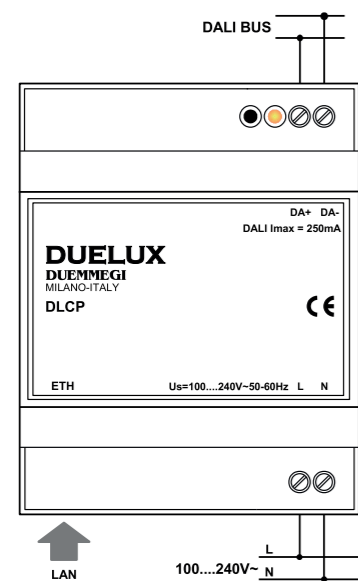 DALI BUS
DA+ DA-
DALI Imax = 250mA
DUELUX
DUEMMEGI
MILANO-ITALY
DLCP
CE
ETH
Us=100....240V~50-60Hz L N
LAN
L
100....240V~ N